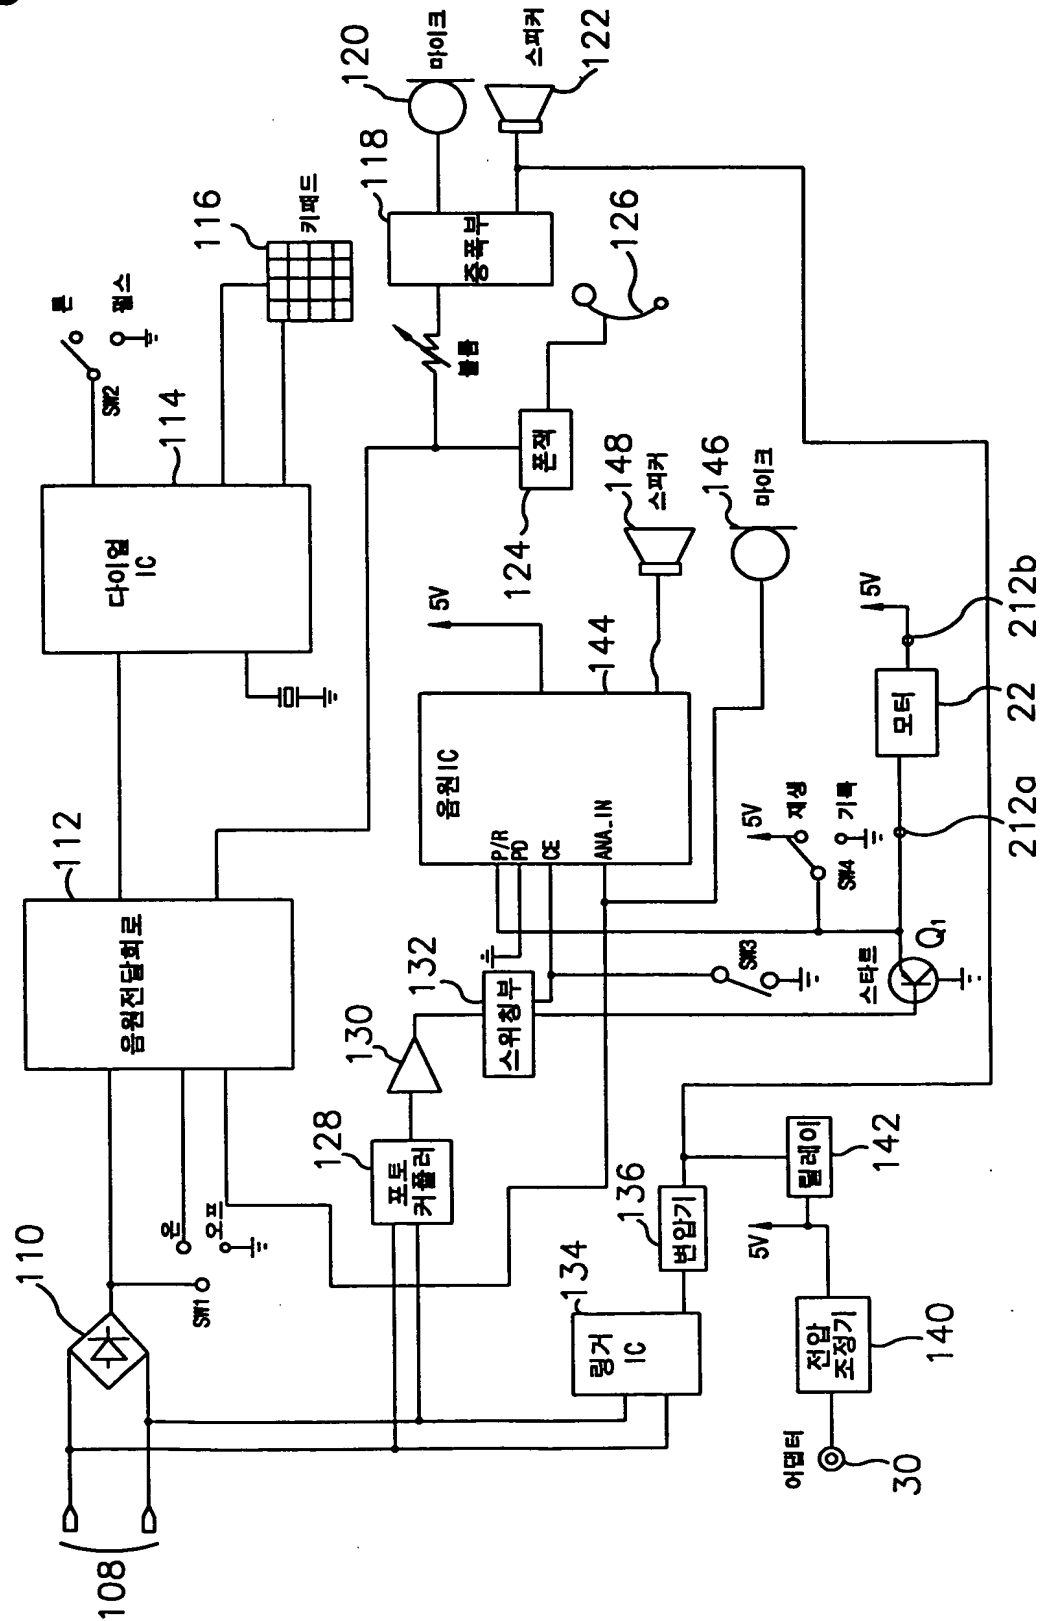 108
110
SW1
온
오프
음원전달회로
112
다이얼
IC
114
SW2
톤
펄스
116
키패드
120
마이크
118
증폭부
스피커
122
볼륨
126
폰잭
124
128
포토
커플러
130
132
스위칭부
음원IC
P/R
PD
CE
ANA_IN
144
5V
148
스피커
146
마이크
134
링거
IC
136
변압기
SW3
5V
재생
기록
SW4
스타트
Q1
212a
모터
22
5V
212b
릴레이
142
5V
전압
조정기
140
어댑터
30